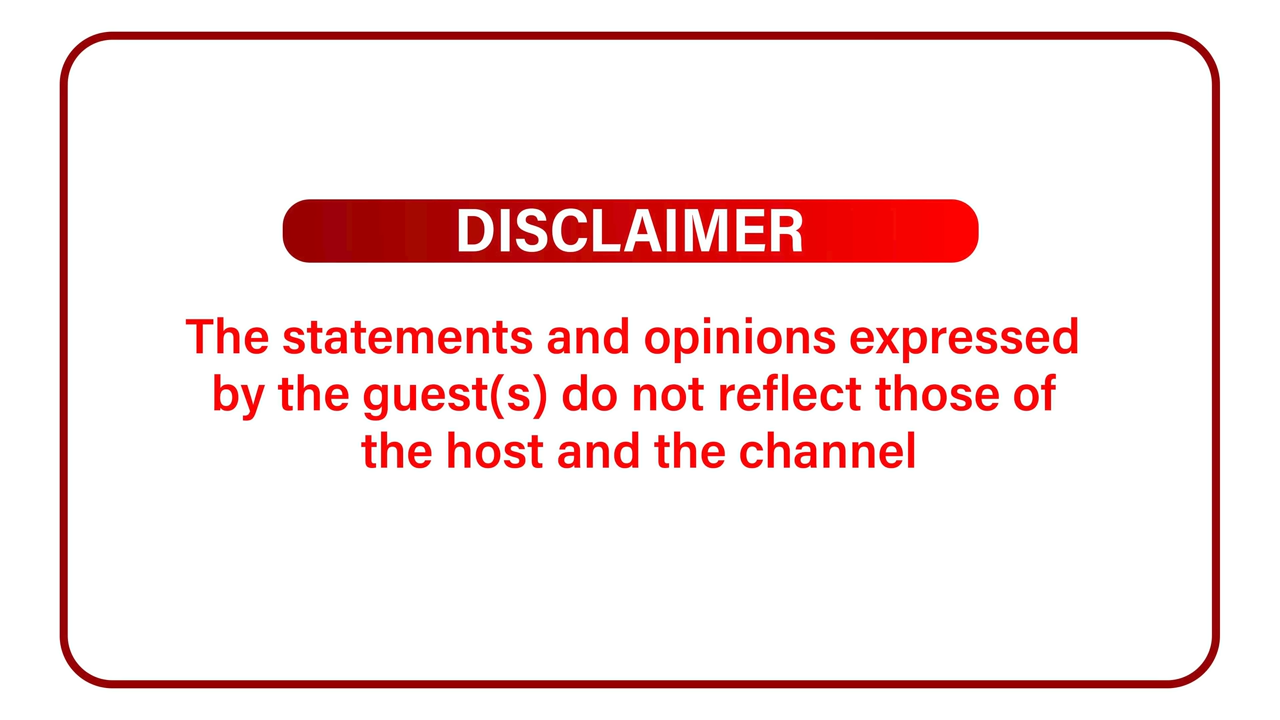 DISCLAIMER
The statements and opinions expressed
by the guest(s) do not reflect those of
the host and the channel